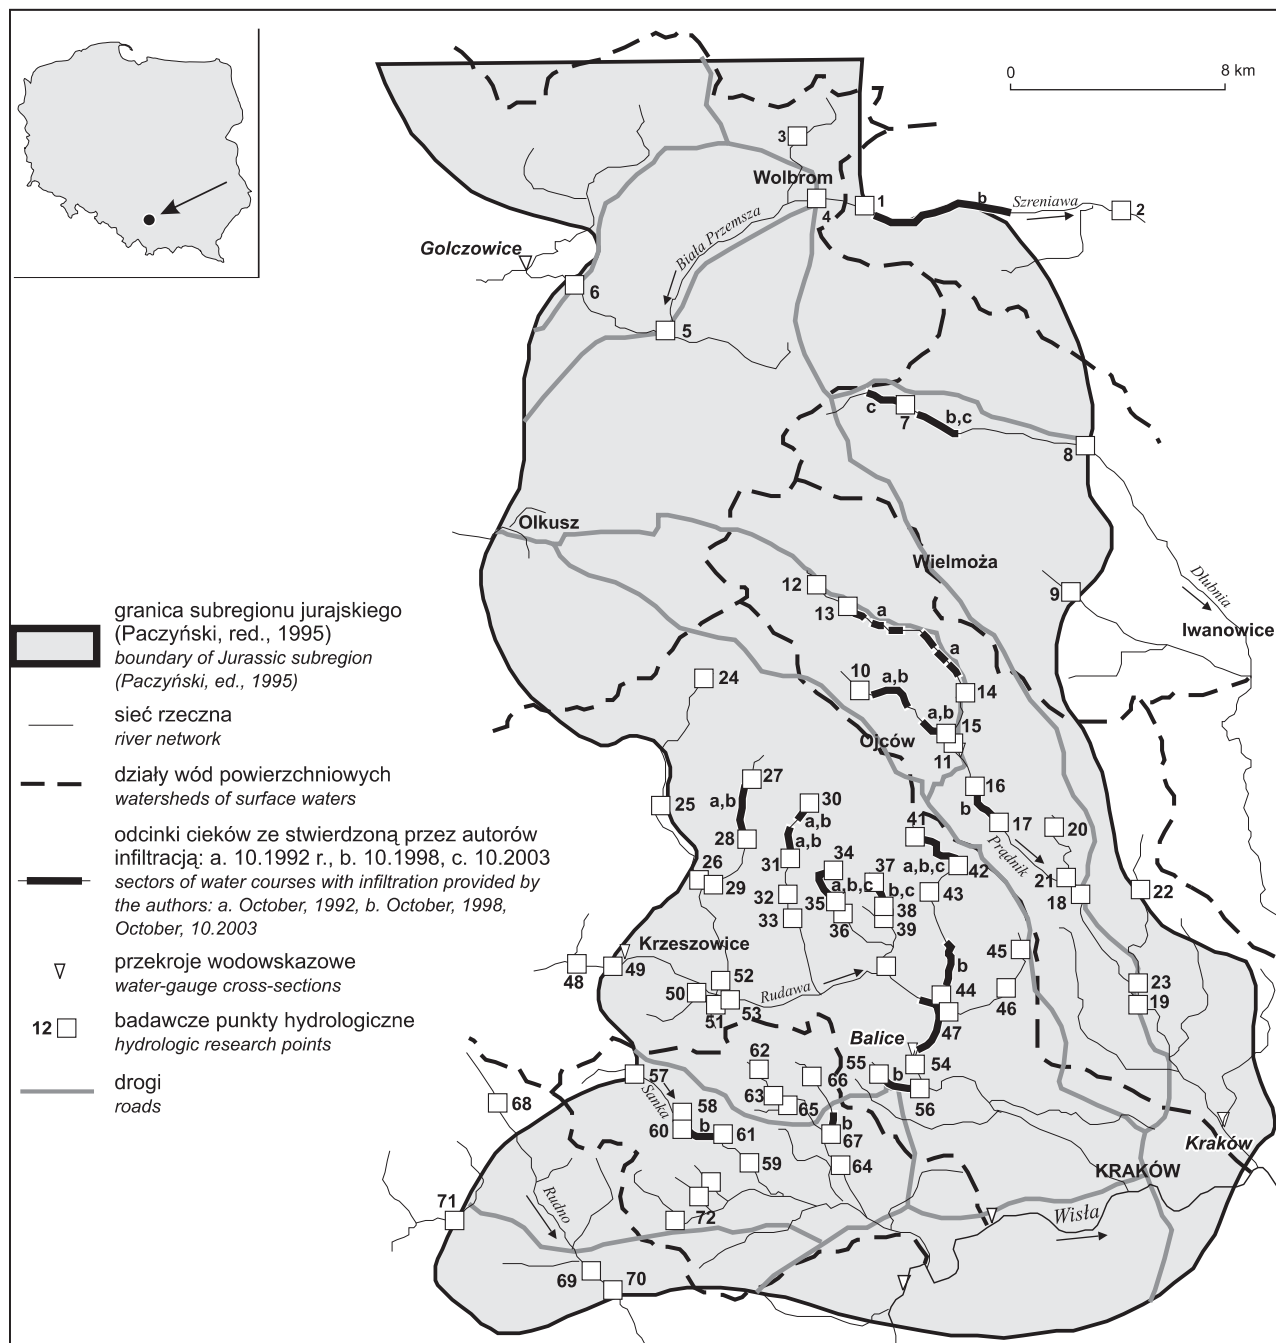 0
8 km
3
Wolbrom
4
1
b
Szreniawa
2
Golczowice
Biała Przemsza
6
5
c
7
b,c
8
Olkusz
Wielmoża
12
13
a
9
Dłubnia
Iwanowice
a
10
a,b
14
24
a,b
15
Ojców
11
27
16
a,b
30
b
25
a,b
41
17
20
28
a,b
Prądnik
31
34
37
a,b,c
42
26
a,b,c
21
29
b,c
43
22
32
35
38
18
33
36
39
Krzeszowice
45
48
49
b
52
23
50
Rudawa
44
46
19
51
53
47
Balice
62
55
54
57
66
b
Sanka
63
56
68
58
65
60
b
61
b
67
Kraków
59
64
KRAKÓW
71
Rudno
72
Wisła
69
70
granica subregionu jurajskiego
(Paczyński, red., 1995)
boundary of Jurassic subregion
(Paczyński, ed., 1995)
sieć rzeczna
river network
działy wód powierzchniowych
watersheds of surface waters
odcinki cieków ze stwierdzoną przez autorów
infiltracją: a. 10.1992 r., b. 10.1998, c. 10.2003
sectors of water courses with infiltration provided by
the authors: a. October, 1992, b. October, 1998,
October, 10.2003
przekroje wodowskazowe
water-gauge cross-sections
12
badawcze punkty hydrologiczne
hydrologic research points
drogi
roads